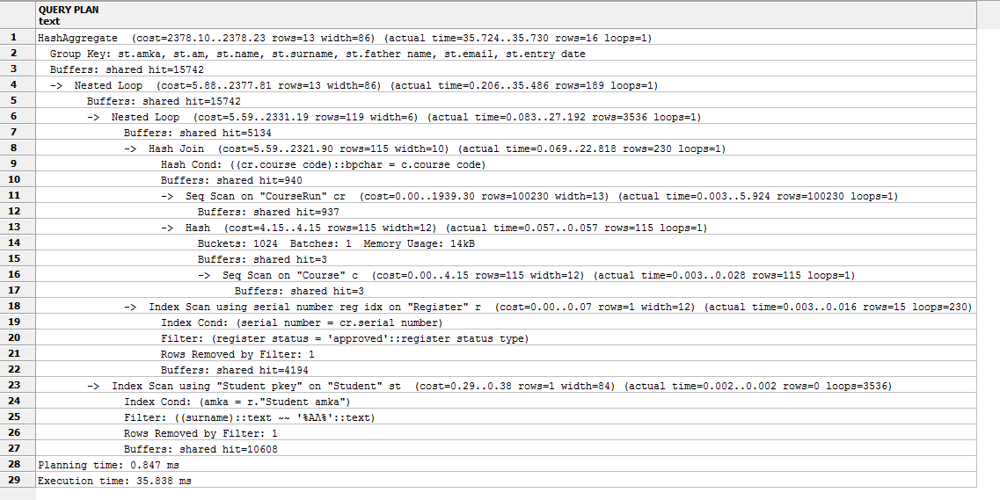 QUERY PLAN
text
1 HashAggregate (cost=2378.10..2378.23 rows=13 width=86) (actual time=35.724..35.730 rows=16 loops=1)
2 Group Key: st.amka, st.am, st.name, st.surname, st.father name, st.email, st.entry date
3 Buffers: shared hit=15742
4 -> Nested Loop (cost=5.88..2377.81 rows=13 width=86) (actual time=0.206..35.486 rows=189 loops=1)
5 Buffers: shared hit=15742
6 -> Nested Loop (cost=5.59..2331.19 rows=119 width=6) (actual time=0.083..27.192 rows=3536 loops=1)
7 Buffers: shared hit=5134
8 -> Hash Join (cost=5.59..2321.90 rows=115 width=10) (actual time=0.069..22.818 rows=230 loops=1)
9 Hash Cond: ((cr.course code)::bpchar = c.course code)
10 Buffers: shared hit=940
11 -> Seq Scan on "CourseRun" cr (cost=0.00..1939.30 rows=100230 width=13) (actual time=0.003..5.924 rows=100230 loops=1)
12 Buffers: shared hit=937
13 -> Hash (cost=4.15..4.15 rows=115 width=12) (actual time=0.057..0.057 rows=115 loops=1)
14 Buckets: 1024 Batches: 1 Memory Usage: 14kB
15 Buffers: shared hit=3
16 -> Seq Scan on "Course" c (cost=0.00..4.15 rows=115 width=12) (actual time=0.003..0.028 rows=115 loops=1)
17 Buffers: shared hit=3
18 -> Index Scan using serial number reg idx on "Register" r (cost=0.00..0.07 rows=1 width=12) (actual time=0.003..0.016 rows=15 loops=230)
19 Index Cond: (serial number = cr.serial number)
20 Filter: (register status = 'approved'::register status type)
21 Rows Removed by Filter: 1
22 Buffers: shared hit=4194
23 -> Index Scan using "Student pkey" on "Student" st (cost=0.29..0.38 rows=1 width=84) (actual time=0.002..0.002 rows=0 loops=3536)
24 Index Cond: (amka = r."Student amka")
25 Filter: ((surname)::text ~~ '%ΑΛ%'::text)
26 Rows Removed by Filter: 1
27 Buffers: shared hit=10608
28 Planning time: 0.847 ms
29 Execution time: 35.838 ms